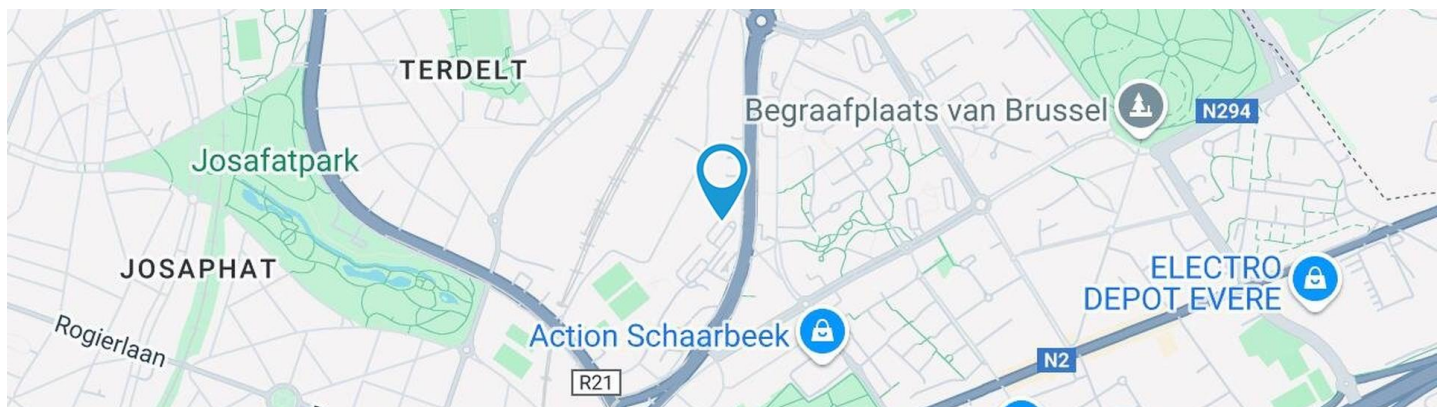 TERDELT
Begraafplaats van Brussel
N294
Josafatpark
JOSAPHAT
ELECTRO
DEPOT EVERE
Rogierlaan
Action Schaarbeek
N2
R21